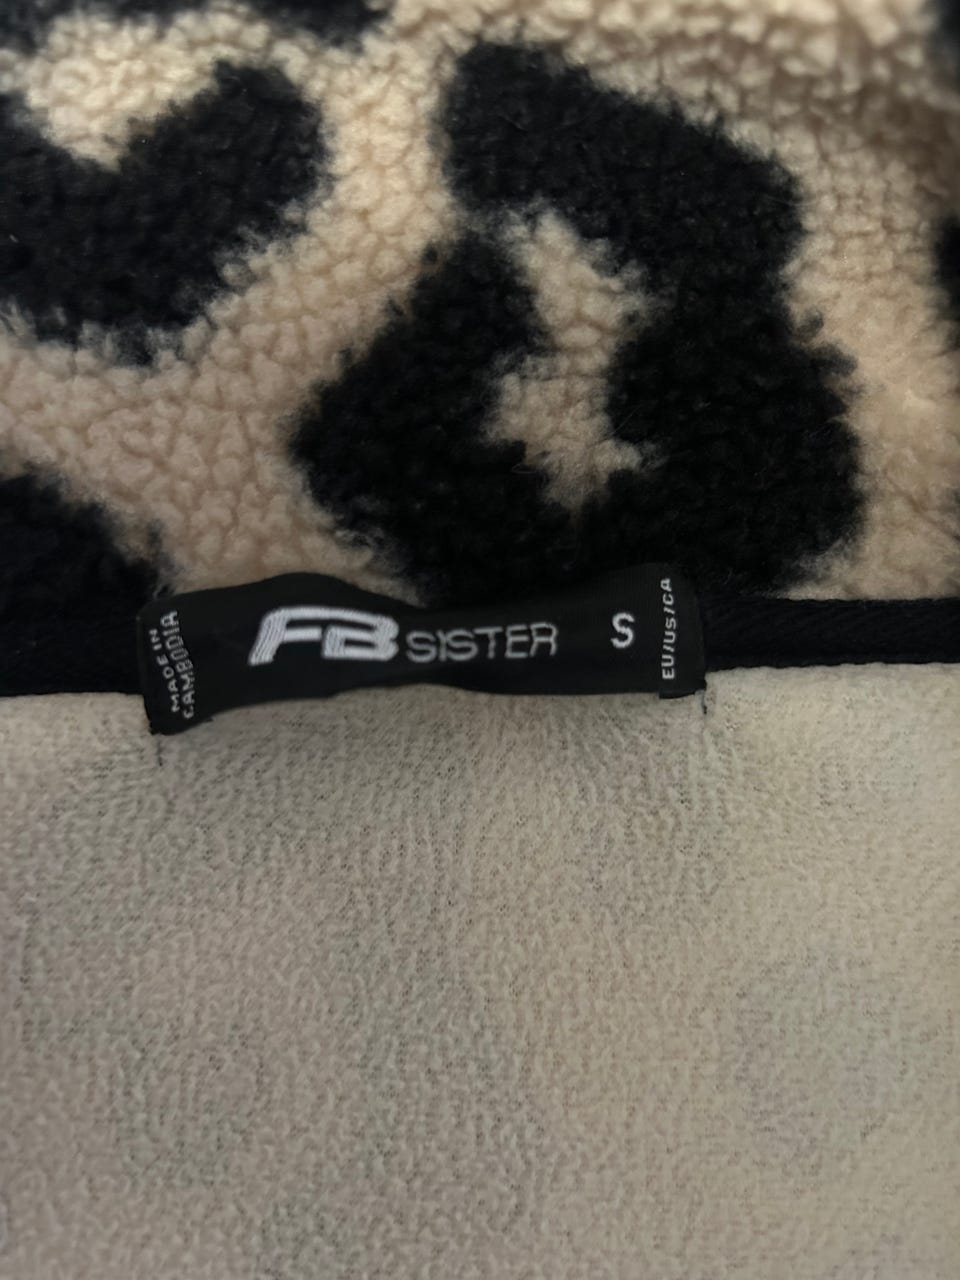 MADE IN
CAMBODIA
FB SISTER
S
EU/US/CA